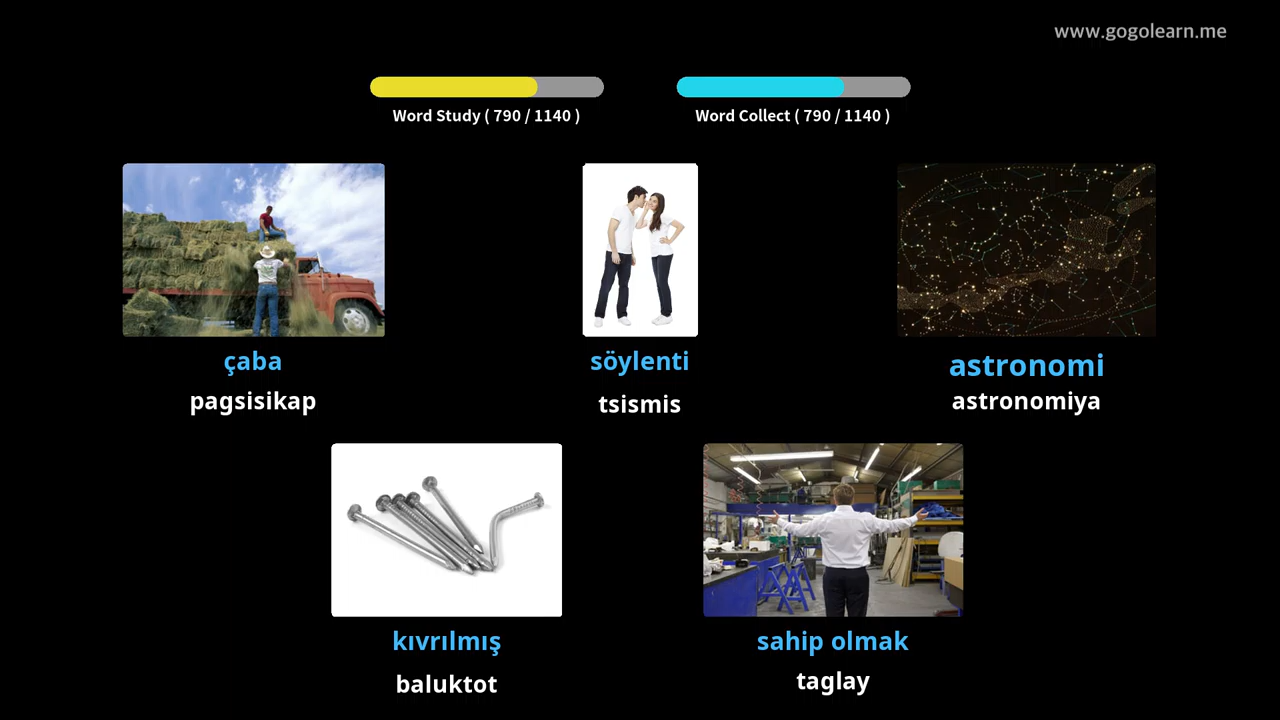 www.gogolearn.me
Word Study ( 790 / 1140 )
Word Collect ( 790 / 1140 )
çaba
pagsisikap
söylenti
tsismis
astronomi
astronomiya
kıvrılmış
baluktot
sahip olmak
taglay